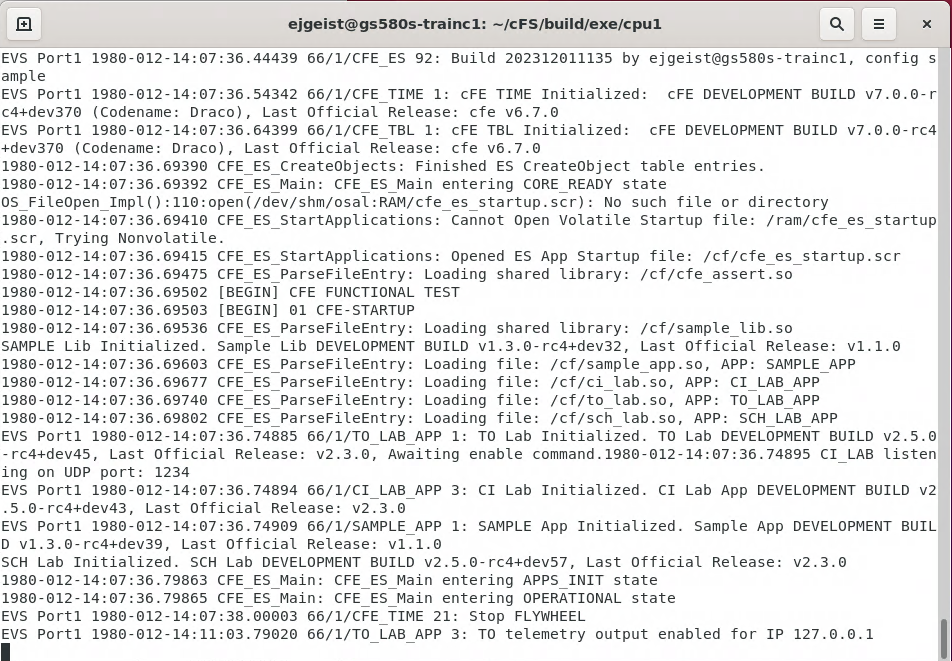 ejgeist@gs580s-trainc1: ~/cFS/build/exe/cpu1
EVS Port1 1980-012-14:07:36.44439 66/1/CFE_ES 92: Build 202312011135 by ejgeist@gs580s-trainc1, config s
ample
EVS Port1 1980-012-14:07:36.54342 66/1/CFE_TIME 1: cFE TIME Initialized:  cFE DEVELOPMENT BUILD v7.0.0-r
c4+dev370 (Codename: Draco), Last Official Release: cfe v6.7.0
EVS Port1 1980-012-14:07:36.64399 66/1/CFE_TBL 1: cFE TBL Initialized:  cFE DEVELOPMENT BUILD v7.0.0-rc4
+dev370 (Codename: Draco), Last Official Release: cfe v6.7.0
1980-012-14:07:36.69390 CFE_ES_CreateObjects: Finished ES CreateObject table entries.
1980-012-14:07:36.69392 CFE_ES_Main: CFE_ES_Main entering CORE_READY state
OS_FileOpen_Impl():110:open(/dev/shm/osal:RAM/cfe_es_startup.scr): No such file or directory
1980-012-14:07:36.69410 CFE_ES_StartApplications: Cannot Open Volatile Startup file: /ram/cfe_es_startup
.scr, Trying Nonvolatile.
1980-012-14:07:36.69415 CFE_ES_StartApplications: Opened ES App Startup file: /cf/cfe_es_startup.scr
1980-012-14:07:36.69475 CFE_ES_ParseFileEntry: Loading shared library: /cf/cfe_assert.so
1980-012-14:07:36.69502 [BEGIN] CFE FUNCTIONAL TEST
1980-012-14:07:36.69503 [BEGIN] 01 CFE-STARTUP
1980-012-14:07:36.69536 CFE_ES_ParseFileEntry: Loading shared library: /cf/sample_lib.so
SAMPLE Lib Initialized. Sample Lib DEVELOPMENT BUILD v1.3.0-rc4+dev32, Last Official Release: v1.1.0
1980-012-14:07:36.69603 CFE_ES_ParseFileEntry: Loading file: /cf/sample_app.so, APP: SAMPLE_APP
1980-012-14:07:36.69677 CFE_ES_ParseFileEntry: Loading file: /cf/ci_lab.so, APP: CI_LAB_APP
1980-012-14:07:36.69740 CFE_ES_ParseFileEntry: Loading file: /cf/to_lab.so, APP: TO_LAB_APP
1980-012-14:07:36.69802 CFE_ES_ParseFileEntry: Loading file: /cf/sch_lab.so, APP: SCH_LAB_APP
EVS Port1 1980-012-14:07:36.74885 66/1/TO_LAB_APP 1: TO Lab Initialized. TO Lab DEVELOPMENT BUILD v2.5.0
-rc4+dev45, Last Official Release: v2.3.0, Awaiting enable command.1980-012-14:07:36.74895 CI_LAB listen
ing on UDP port: 1234
EVS Port1 1980-012-14:07:36.74894 66/1/CI_LAB_APP 3: CI Lab Initialized. CI Lab App DEVELOPMENT BUILD v2
.5.0-rc4+dev43, Last Official Release: v2.3.0
EVS Port1 1980-012-14:07:36.74909 66/1/SAMPLE_APP 1: SAMPLE App Initialized. Sample App DEVELOPMENT BUIL
D v1.3.0-rc4+dev39, Last Official Release: v1.1.0
SCH Lab Initialized. SCH Lab DEVELOPMENT BUILD v2.5.0-rc4+dev57, Last Official Release: v2.3.0
1980-012-14:07:36.79863 CFE_ES_Main: CFE_ES_Main entering APPS_INIT state
1980-012-14:07:36.79865 CFE_ES_Main: CFE_ES_Main entering OPERATIONAL state
EVS Port1 1980-012-14:07:38.00003 66/1/CFE_TIME 21: Stop FLYWHEEL
EVS Port1 1980-012-14:11:03.79020 66/1/TO_LAB_APP 3: TO telemetry output enabled for IP 127.0.0.1